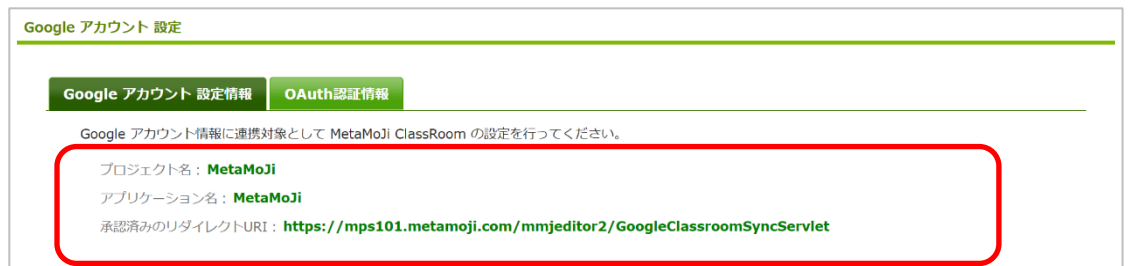 Google アカウント 設定
Google アカウント 設定情報 OAuth認証情報
Google アカウント情報に連携対象として MetaMoJi ClassRoom の設定を行ってください。
プロジェクト名： MetaMoJi
アプリケーション名： MetaMoJi
承認済みのリダイレクトURI： https://mps101.metamoji.com/mmjeditor2/GoogleClassroomSyncServlet